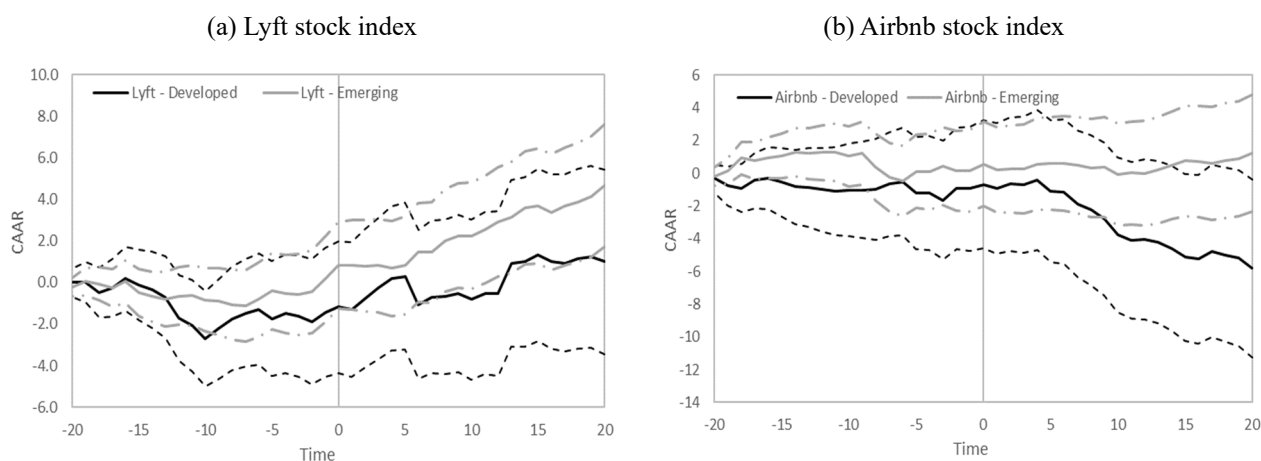 (a) Lyft stock index
10.0
8.0
6.0
4.0
2.0
0.0
-2.0
-4.0
-6.0
CAAR
Lyft - Developed
Lyft - Emerging
-20 -15 -10 -5 0 5 10 15 20
Time
(b) Airbnb stock index
6
4
2
0
-2
-4
-6
-8
-10
-12
-14
CAAR
Airbnb - Developed
Airbnb - Emerging
-20 -15 -10 -5 0 5 10 15 20
Time